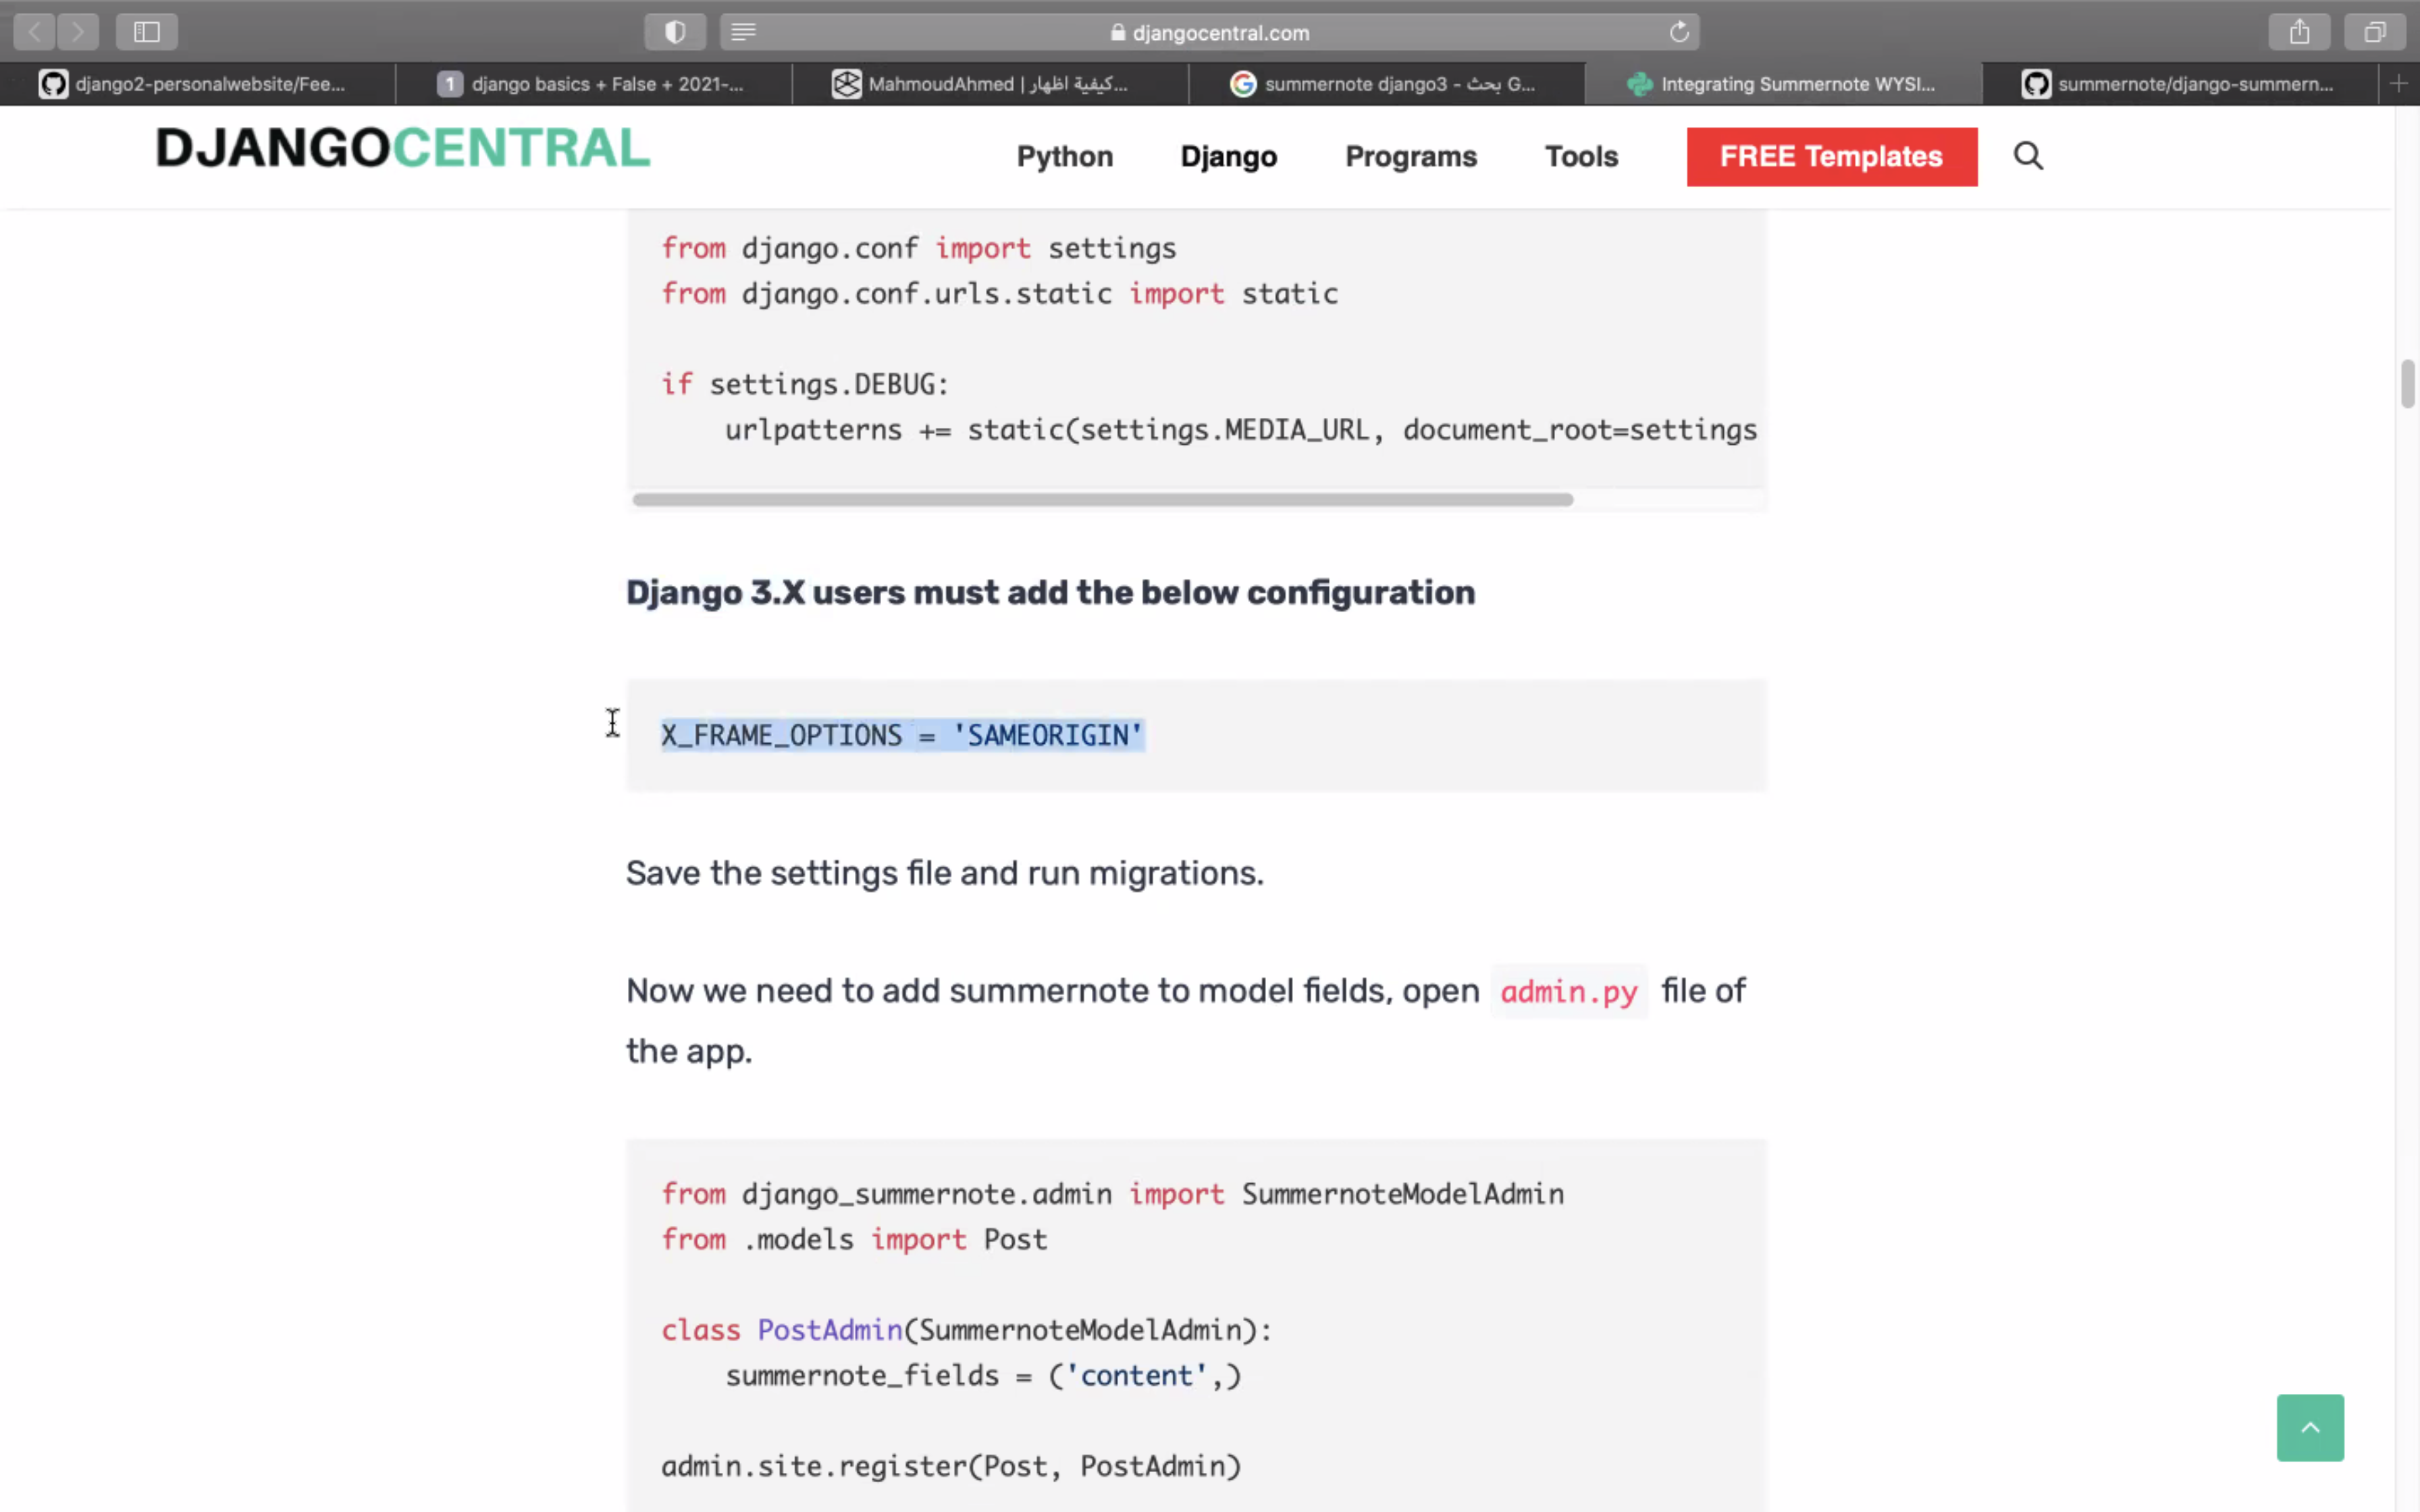 djangocentral.com
django2-personalwebsite/Fee...
1 django basics + False + 2021-...
MahmoudAhmed | كيفية اظهار...
summernote django3 - بحث G...
Integrating Summernote WYSI...
summernote/django-summern...
DJANGOCENTRAL
Python Django Programs Tools FREE Templates
from django.conf import settings
from django.conf.urls.static import static
if settings.DEBUG:
urlpatterns += static(settings.MEDIA_URL, document_root=settings
Django 3.X users must add the below configuration
X_FRAME_OPTIONS = 'SAMEORIGIN'
Save the settings file and run migrations.
Now we need to add summernote to model fields, open admin.py file of
the app.
from django_summernote.admin import SummernoteModelAdmin
from .models import Post
class PostAdmin(SummernoteModelAdmin):
summernote_fields = ('content',)
admin.site.register(Post, PostAdmin)